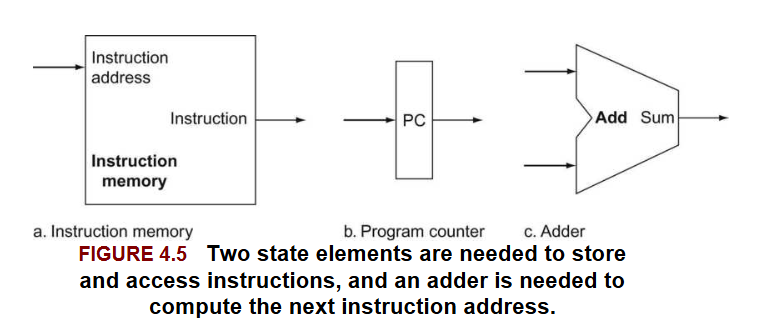 Instruction
address
Instruction
Instruction
memory
PC
Add Sum
a. Instruction memory
b. Program counter
c. Adder
FIGURE 4.5 Two state elements are needed to store
and access instructions, and an adder is needed to
compute the next instruction address.